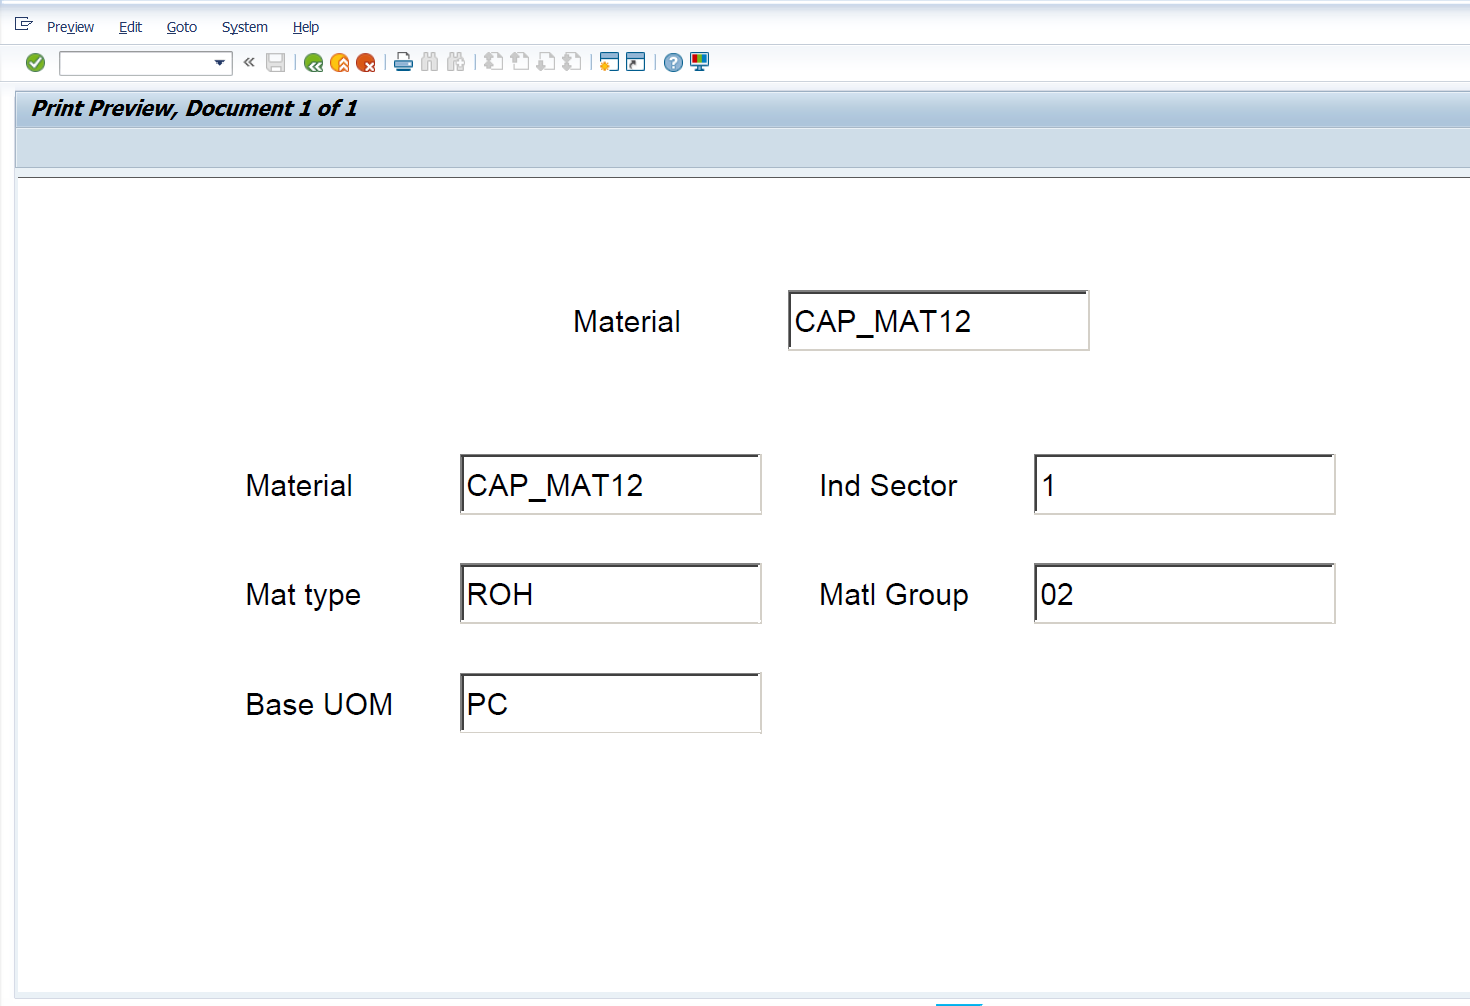 Preview Edit Goto System Help
Print Preview, Document 1 of 1
Material CAP_MAT12
Material CAP_MAT12 Ind Sector 1
Mat type ROH Matl Group 02
Base UOM PC